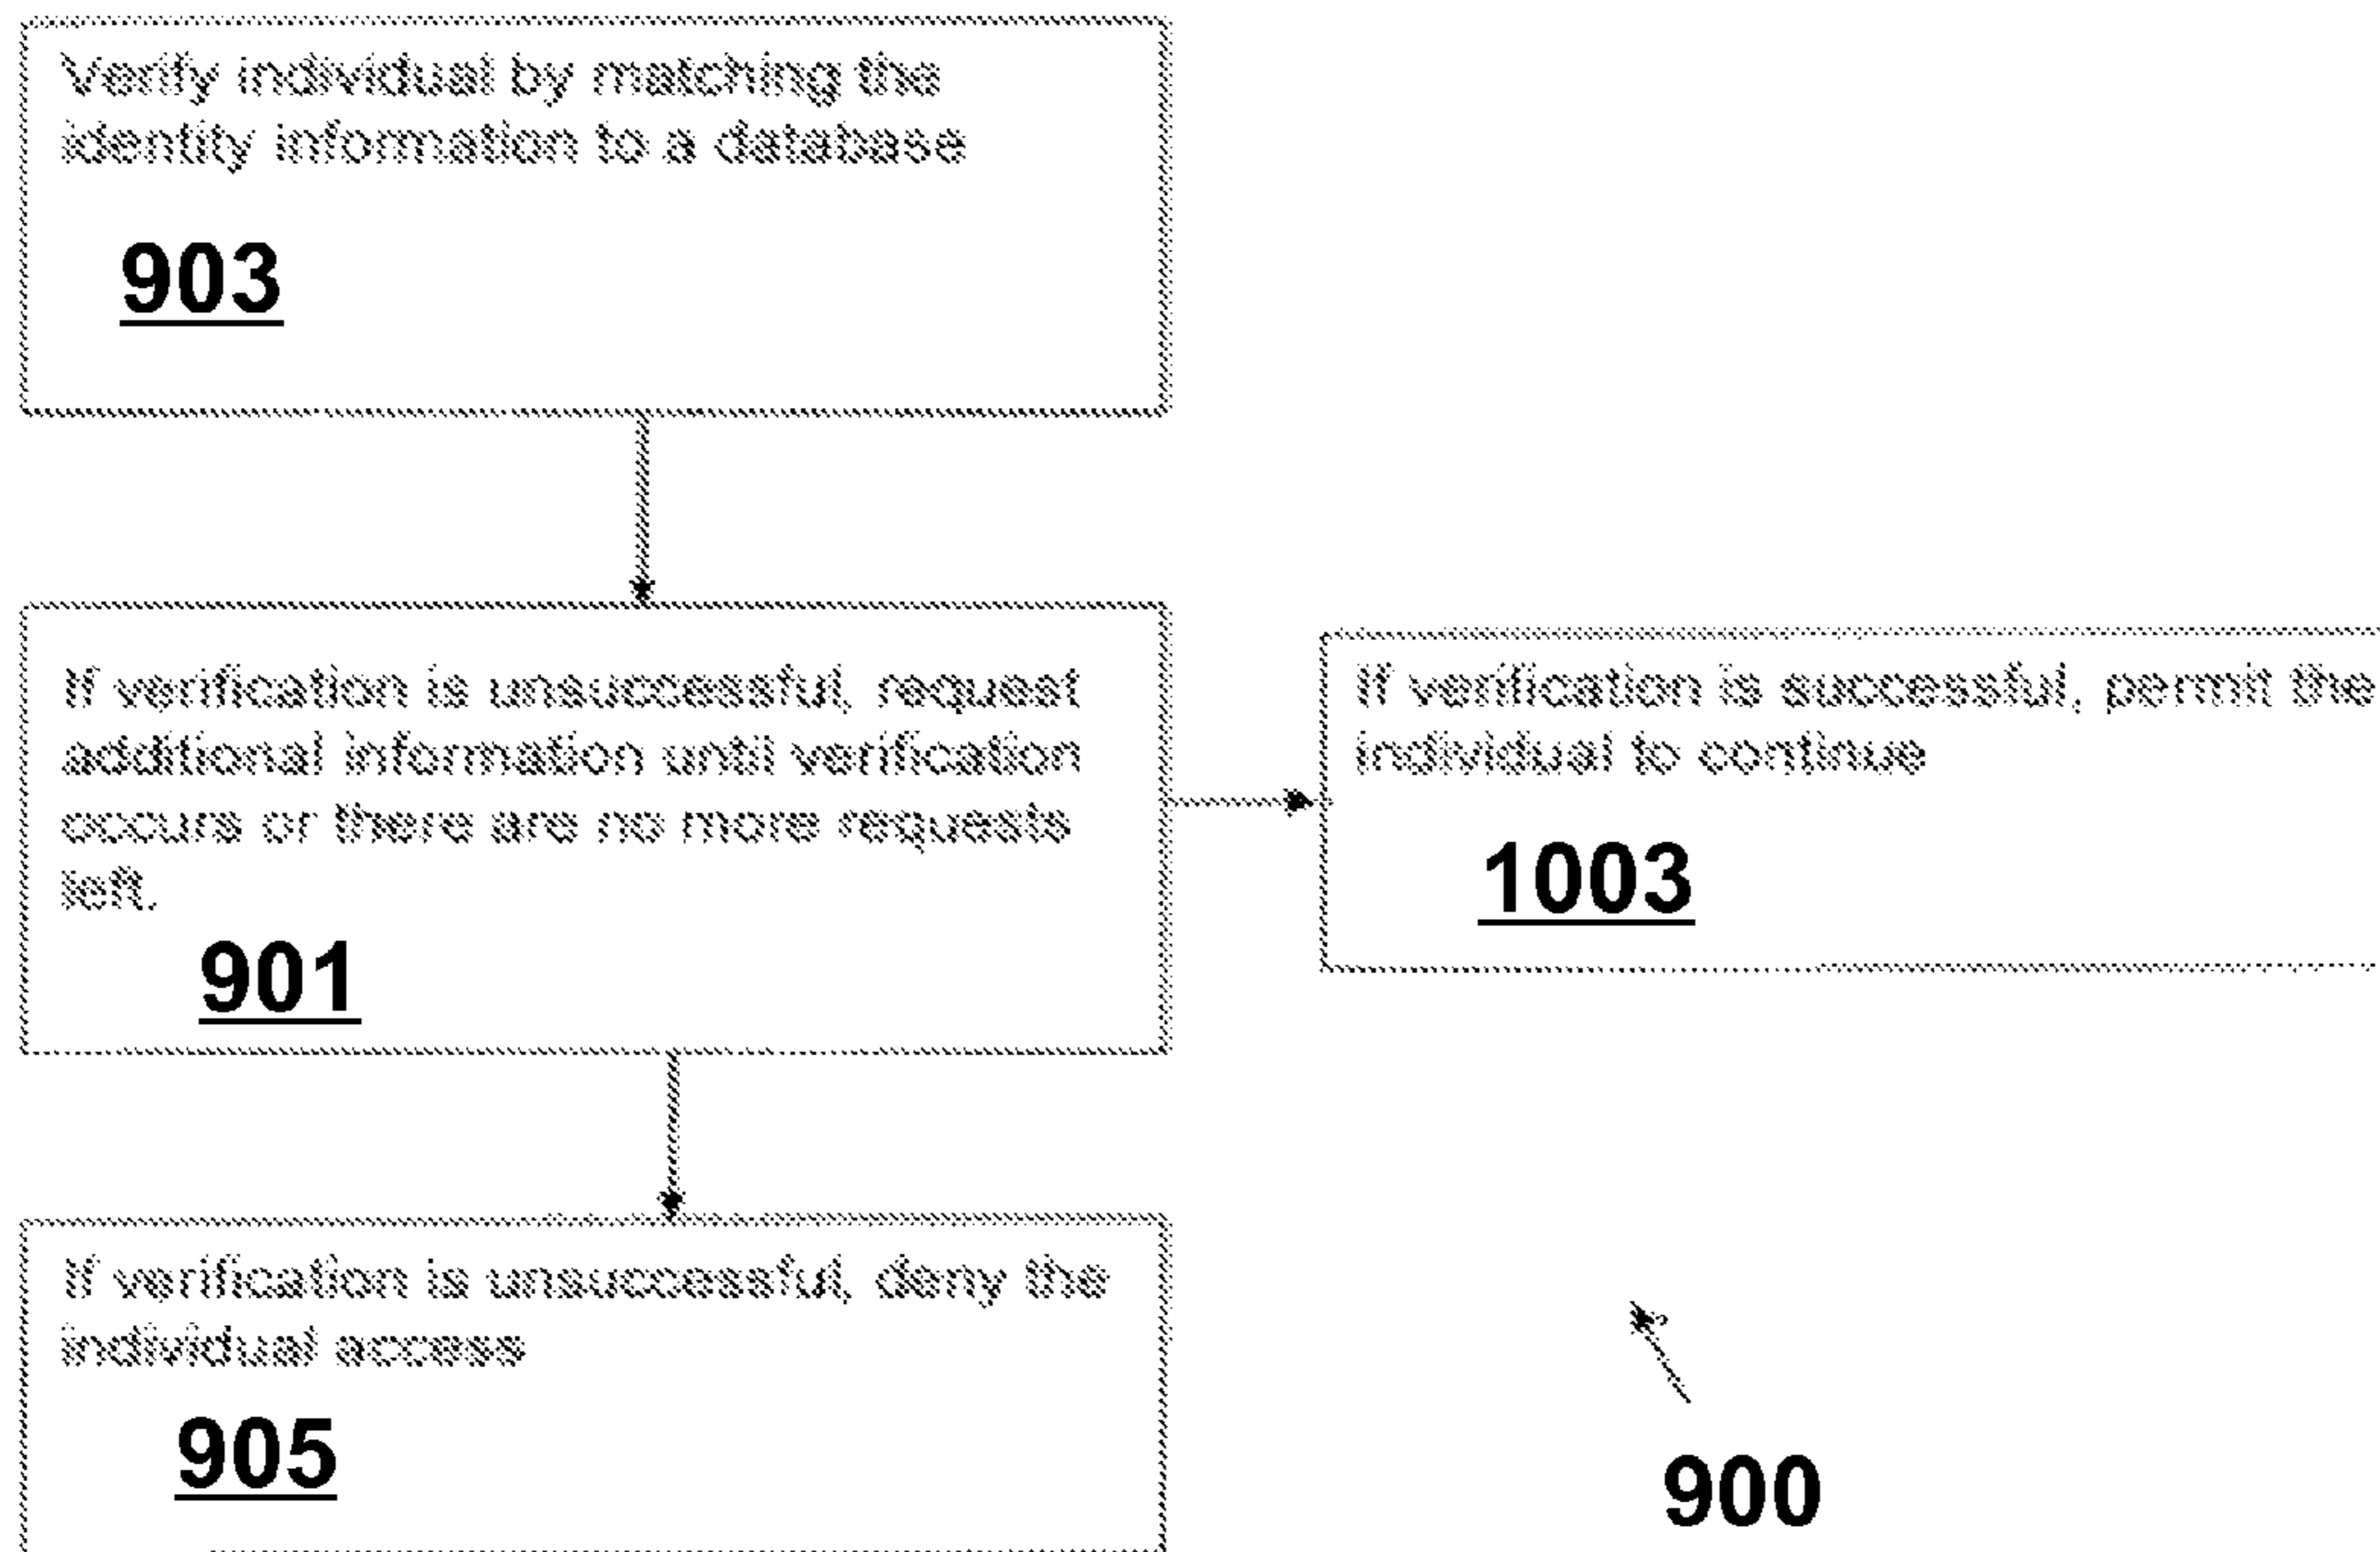 Verify individual by matching the
identity information to a database
903
If verification is unsuccessful, request
additional information until verification
occurs or there are no more requests
left.
901
If verification is successful, permit the
individual to continue
1003
If verification is unsuccessful, deny the
individual access
905
900